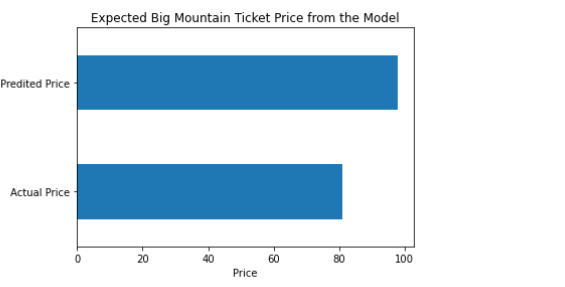 Expected Big Mountain Ticket Price from the Model
Predited Price
Actual Price
0 20 40 60 80 100
Price